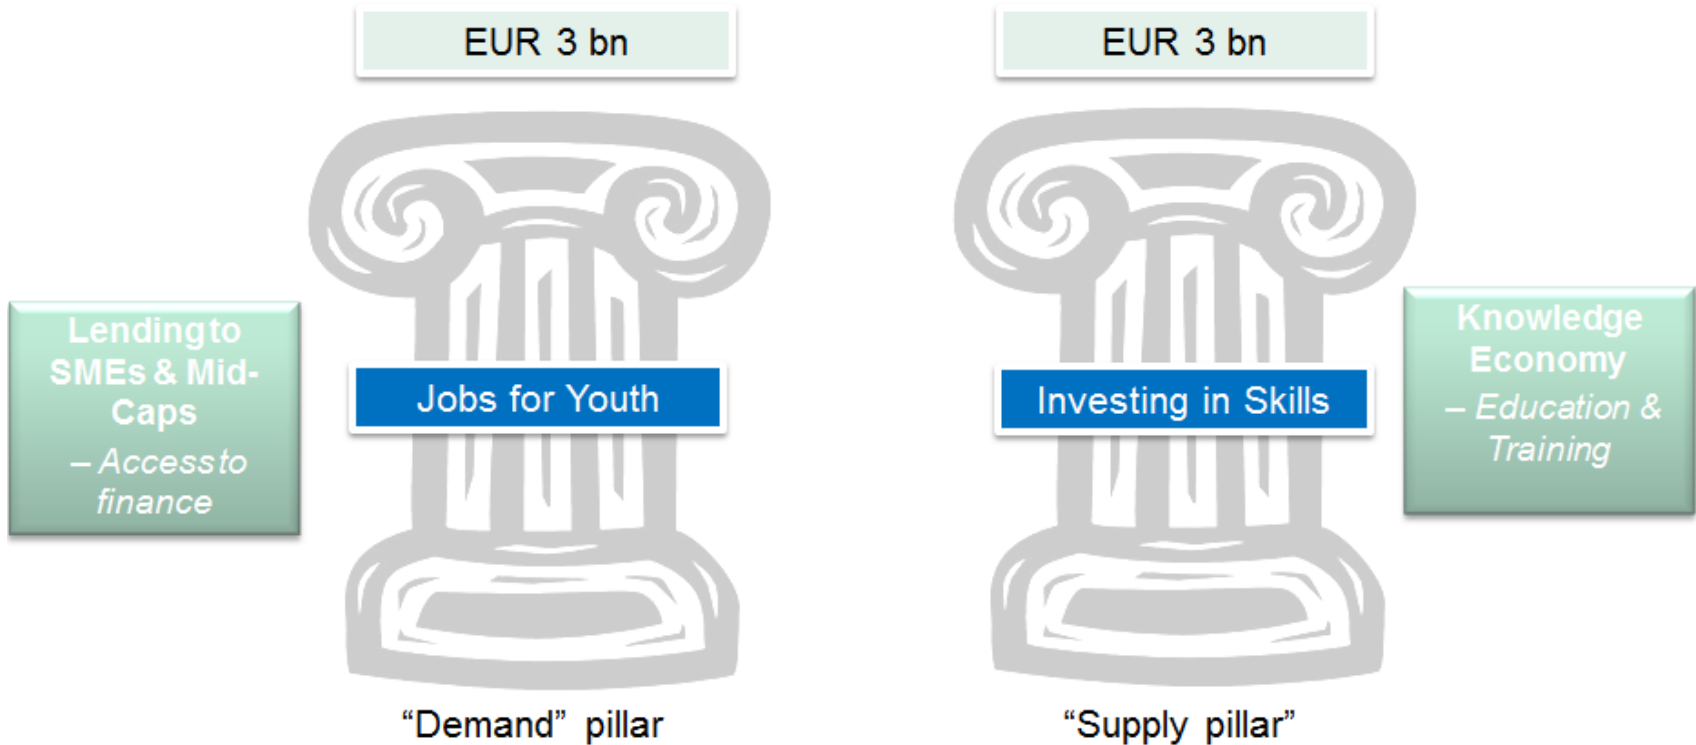 EUR 3 bn
EUR 3 bn
Lending to
SMEs & Mid-
Caps
– Access to
finance
Jobs for Youth
Investing in Skills
Knowledge
Economy
– Education &
Training
“Demand” pillar
“Supply pillar”